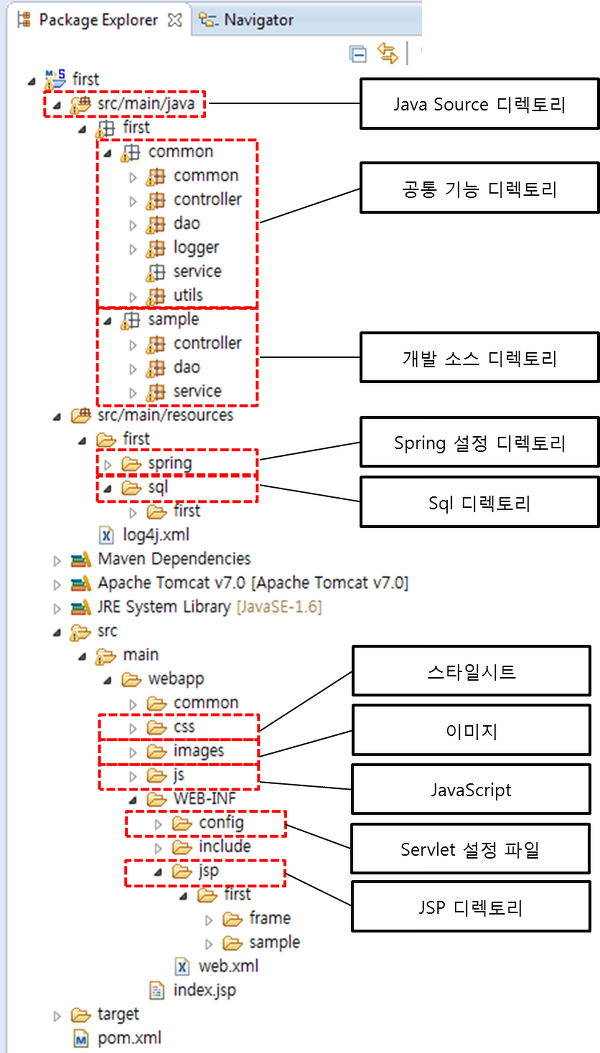 Package Explorer
Navigator
first
src/main/java
Java Source 디렉토리
first
common
common
controller
공통 기능 디렉토리
dao
logger
service
utils
sample
controller
개발 소스 디렉토리
dao
service
src/main/resources
first
Spring 설정 디렉토리
spring
sql
Sql 디렉토리
first
log4j.xml
Maven Dependencies
Apache Tomcat v7.0 [Apache Tomcat v7.0]
JRE System Library [JavaSE-1.6]
src
main
스타일시트
webapp
common
css
이미지
images
js
JavaScript
WEB-INF
config
Servlet 설정 파일
include
jsp
first
JSP 디렉토리
frame
sample
web.xml
index.jsp
target
pom.xml